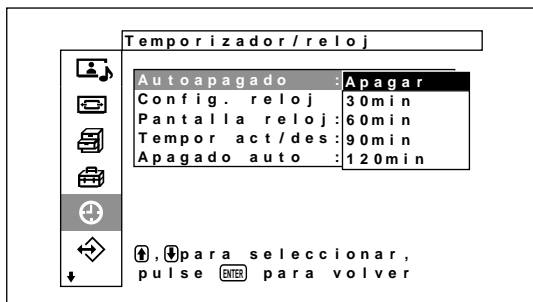 Temporizador/reloj
Autoapagado : Apagar
Config. reloj 30min
Pantalla reloj: 60min
Tempor act/des: 90min
Apagado auto : 120min
, para seleccionar,
pulse ENTER para volver